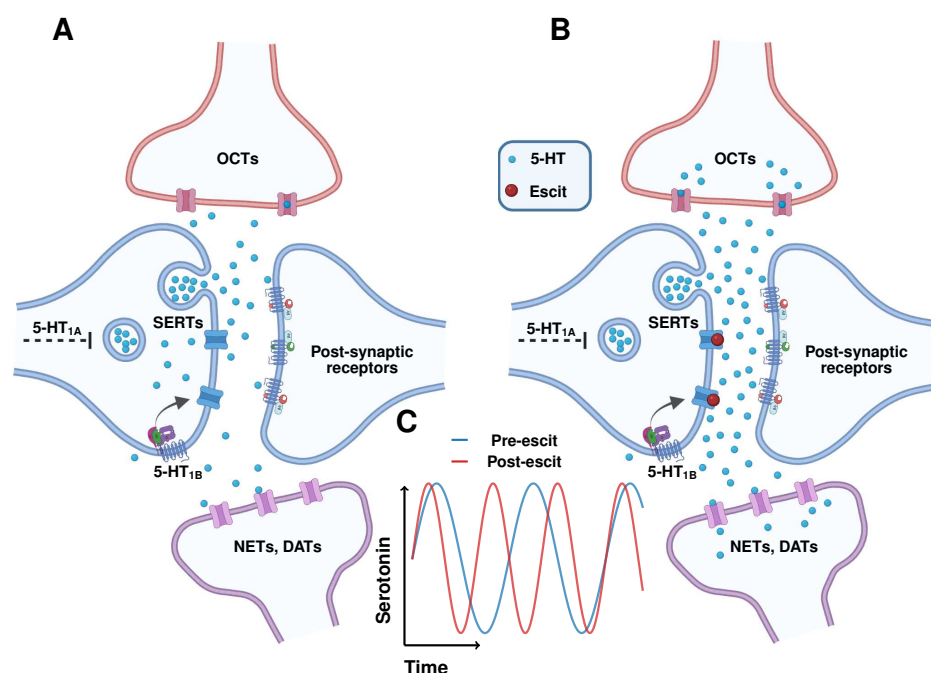 A
OCTs
5-HT1A
SERTs
Post-synaptic
receptors
5-HT1B
NETs, DATs
B
5-HT
Escit
OCTs
5-HT1A
SERTs
Post-synaptic
receptors
5-HT1B
NETs, DATs
C
Pre-escit
Post-escit
Serotonin
Time